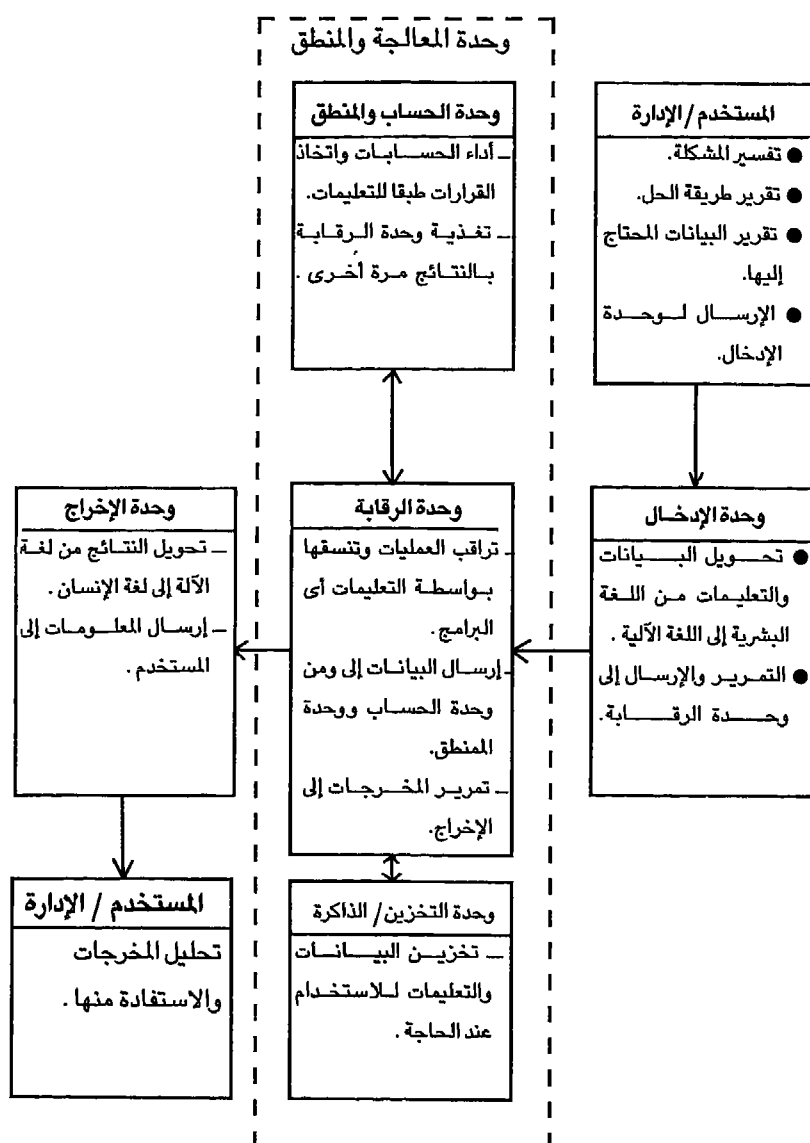 وحدة المعالجة والمنطق
المستخدم/الإدارة
● تفسير المشكلة.
● تقرير طريقة الحل.
● تقرير البيانات المحتاج
إليها.
● الإرسال لوحدة
الإدخال.
وحدة الحساب والمنطق
– أداء الحسابات واتخاذ
القرارات طبقا للتعليمات.
– تغذية وحدة الرقابة
بالنتائج مرة أخرى .
وحدة الإدخال
● تحويل البيانات
والتعليمات من اللغة
البشرية إلى اللغة الآلية .
● التمرير والإرسال إلى
وحدة الرقابة.
وحدة الرقابة
– تراقب العمليات وتنسقها
بواسطة التعليمات أى
البرامج.
– إرسال البيانات إلى ومن
وحدة الحساب ووحدة
الممنطق.
– تمرير المخرجات إلى
الإخراج.
وحدة الإخراج
– تحويل النتائج من لغة
الآلة إلى لغة الإنسان .
– إرسال المعلومات إلى
المستخدم .
وحدة التخزين/ الذاكرة
– تخزين البيانات
والتعليمات للاستخدام
عند الحاجة .
المستخدم / الإدارة
تحليل المخرجات
والاستفادة منها .